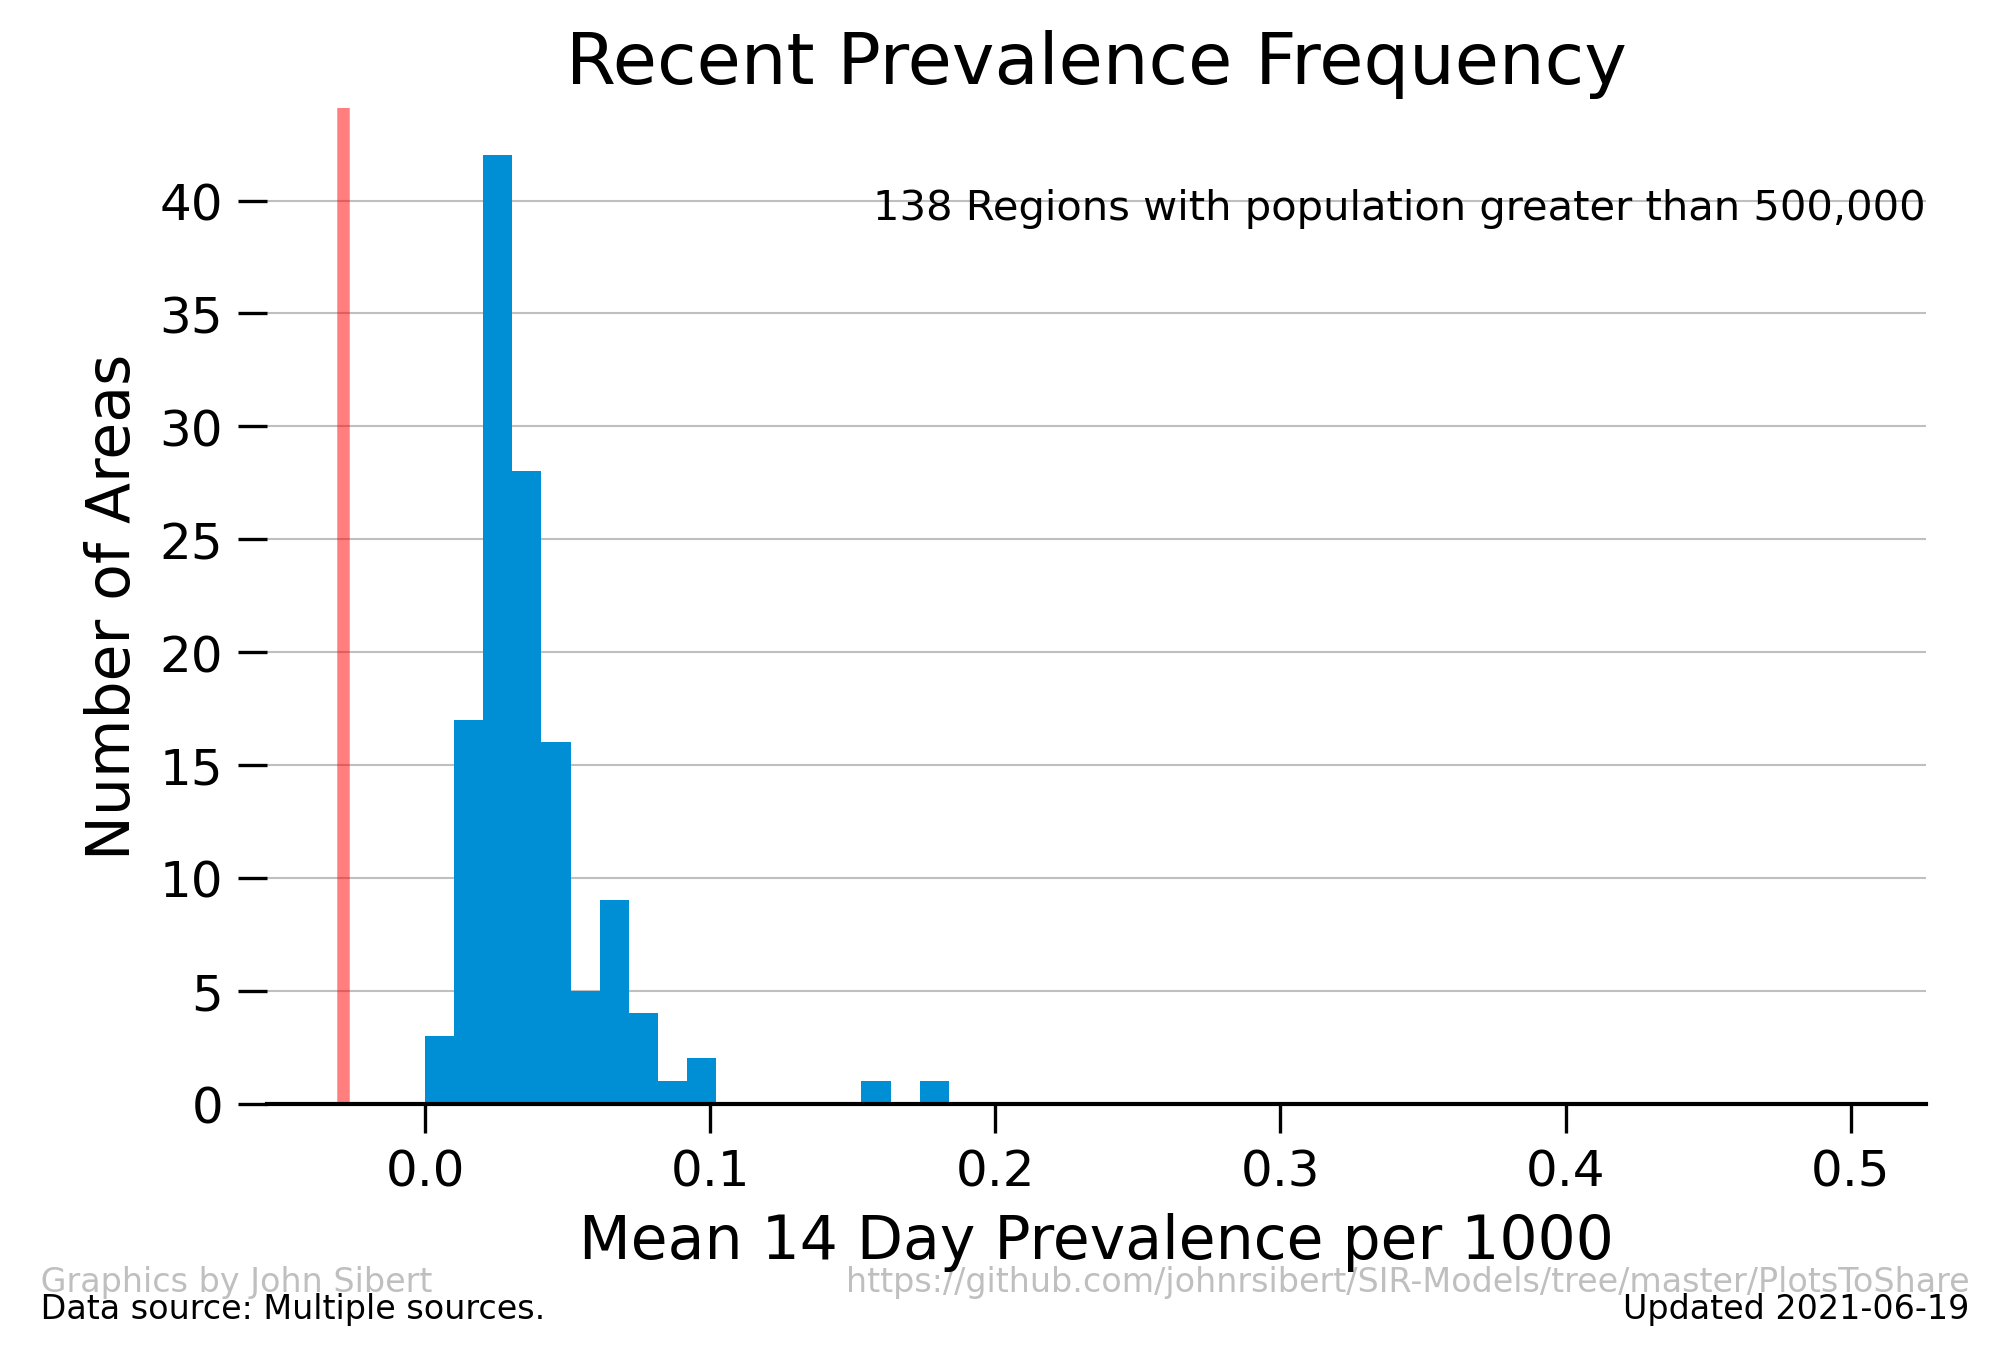 Recent Prevalence Frequency
138 Regions with population greater than 500,000
40
35
30
25
20
15
10
5
0
Number of Areas
0.0 0.1 0.2 0.3 0.4 0.5
Mean 14 Day Prevalence per 1000
Graphics by John Sibert https://github.com/johnrsibert/SIR-Models/tree/master/PlotsToShare
Data source: Multiple sources. Updated 2021-06-19